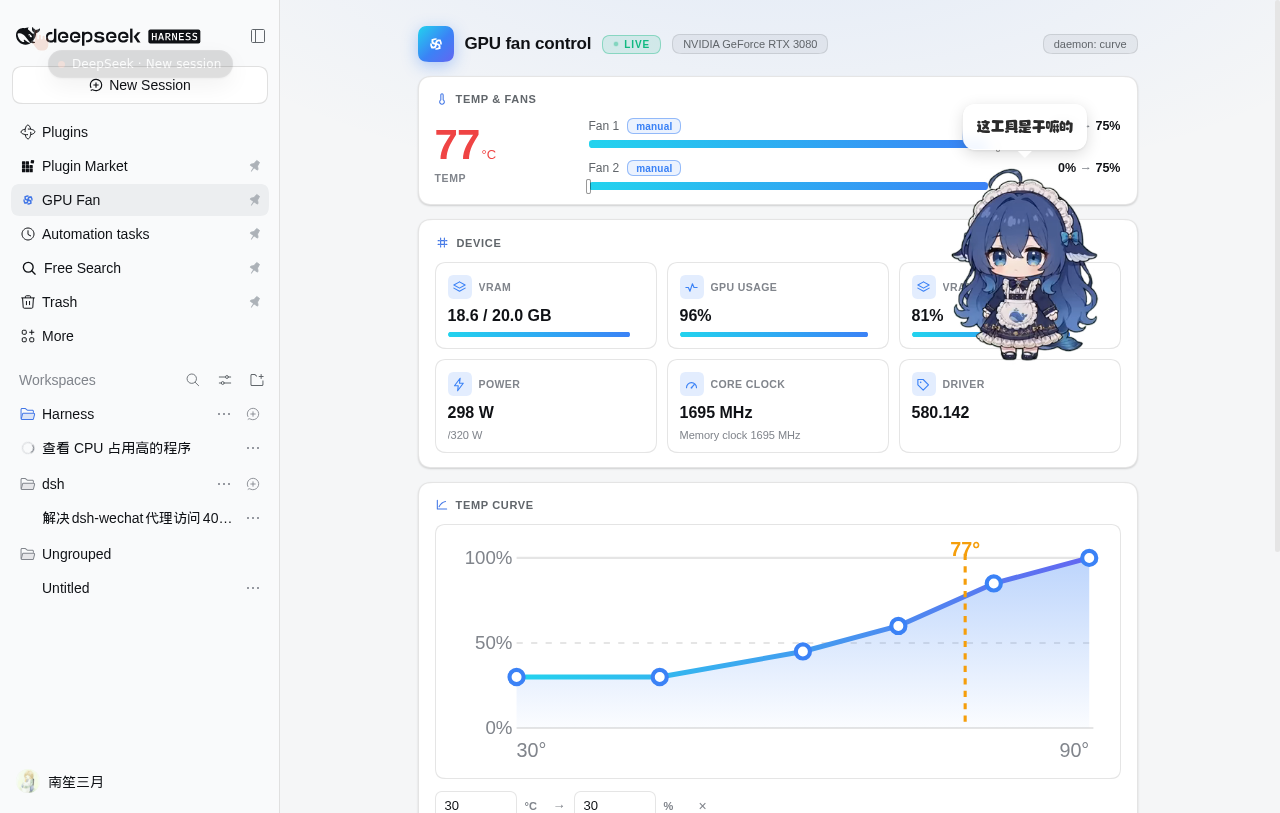 deepseek HARNESS
DeepSeek · New session
New Session
Plugins
Plugin Market
GPU Fan
Automation tasks
Free Search
Trash
More
Workspaces
Harness
查看 CPU 占用高的程序
dsh
解决dsh-wechat代理访问40...
Ungrouped
Untitled
南笙三月
GPU fan control
LIVE
NVIDIA GeForce RTX 3080
daemon: curve
TEMP & FANS
77 °C
TEMP
Fan 1 manual → 75%
Fan 2 manual 0% → 75%
这工具是干嘛的
DEVICE
VRAM
18.6 / 20.0 GB
GPU USAGE
96%
81%
POWER
298 W
/320 W
CORE CLOCK
1695 MHz
Memory clock 1695 MHz
DRIVER
580.142
TEMP CURVE
100%
77°
50%
0%
30° 90°
30 °C → 30 % ×